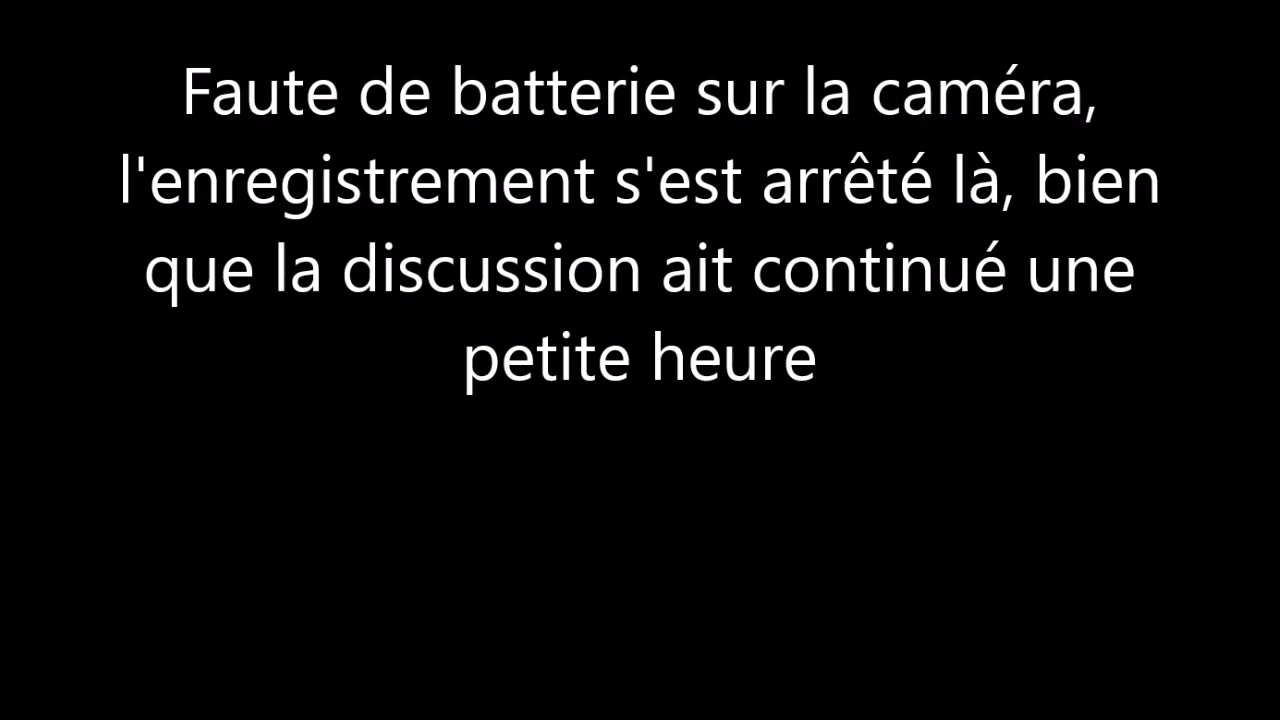 Faute de batterie sur la caméra,
l'enregistrement s'est arrêté là, bien
que la discussion ait continué une
petite heure